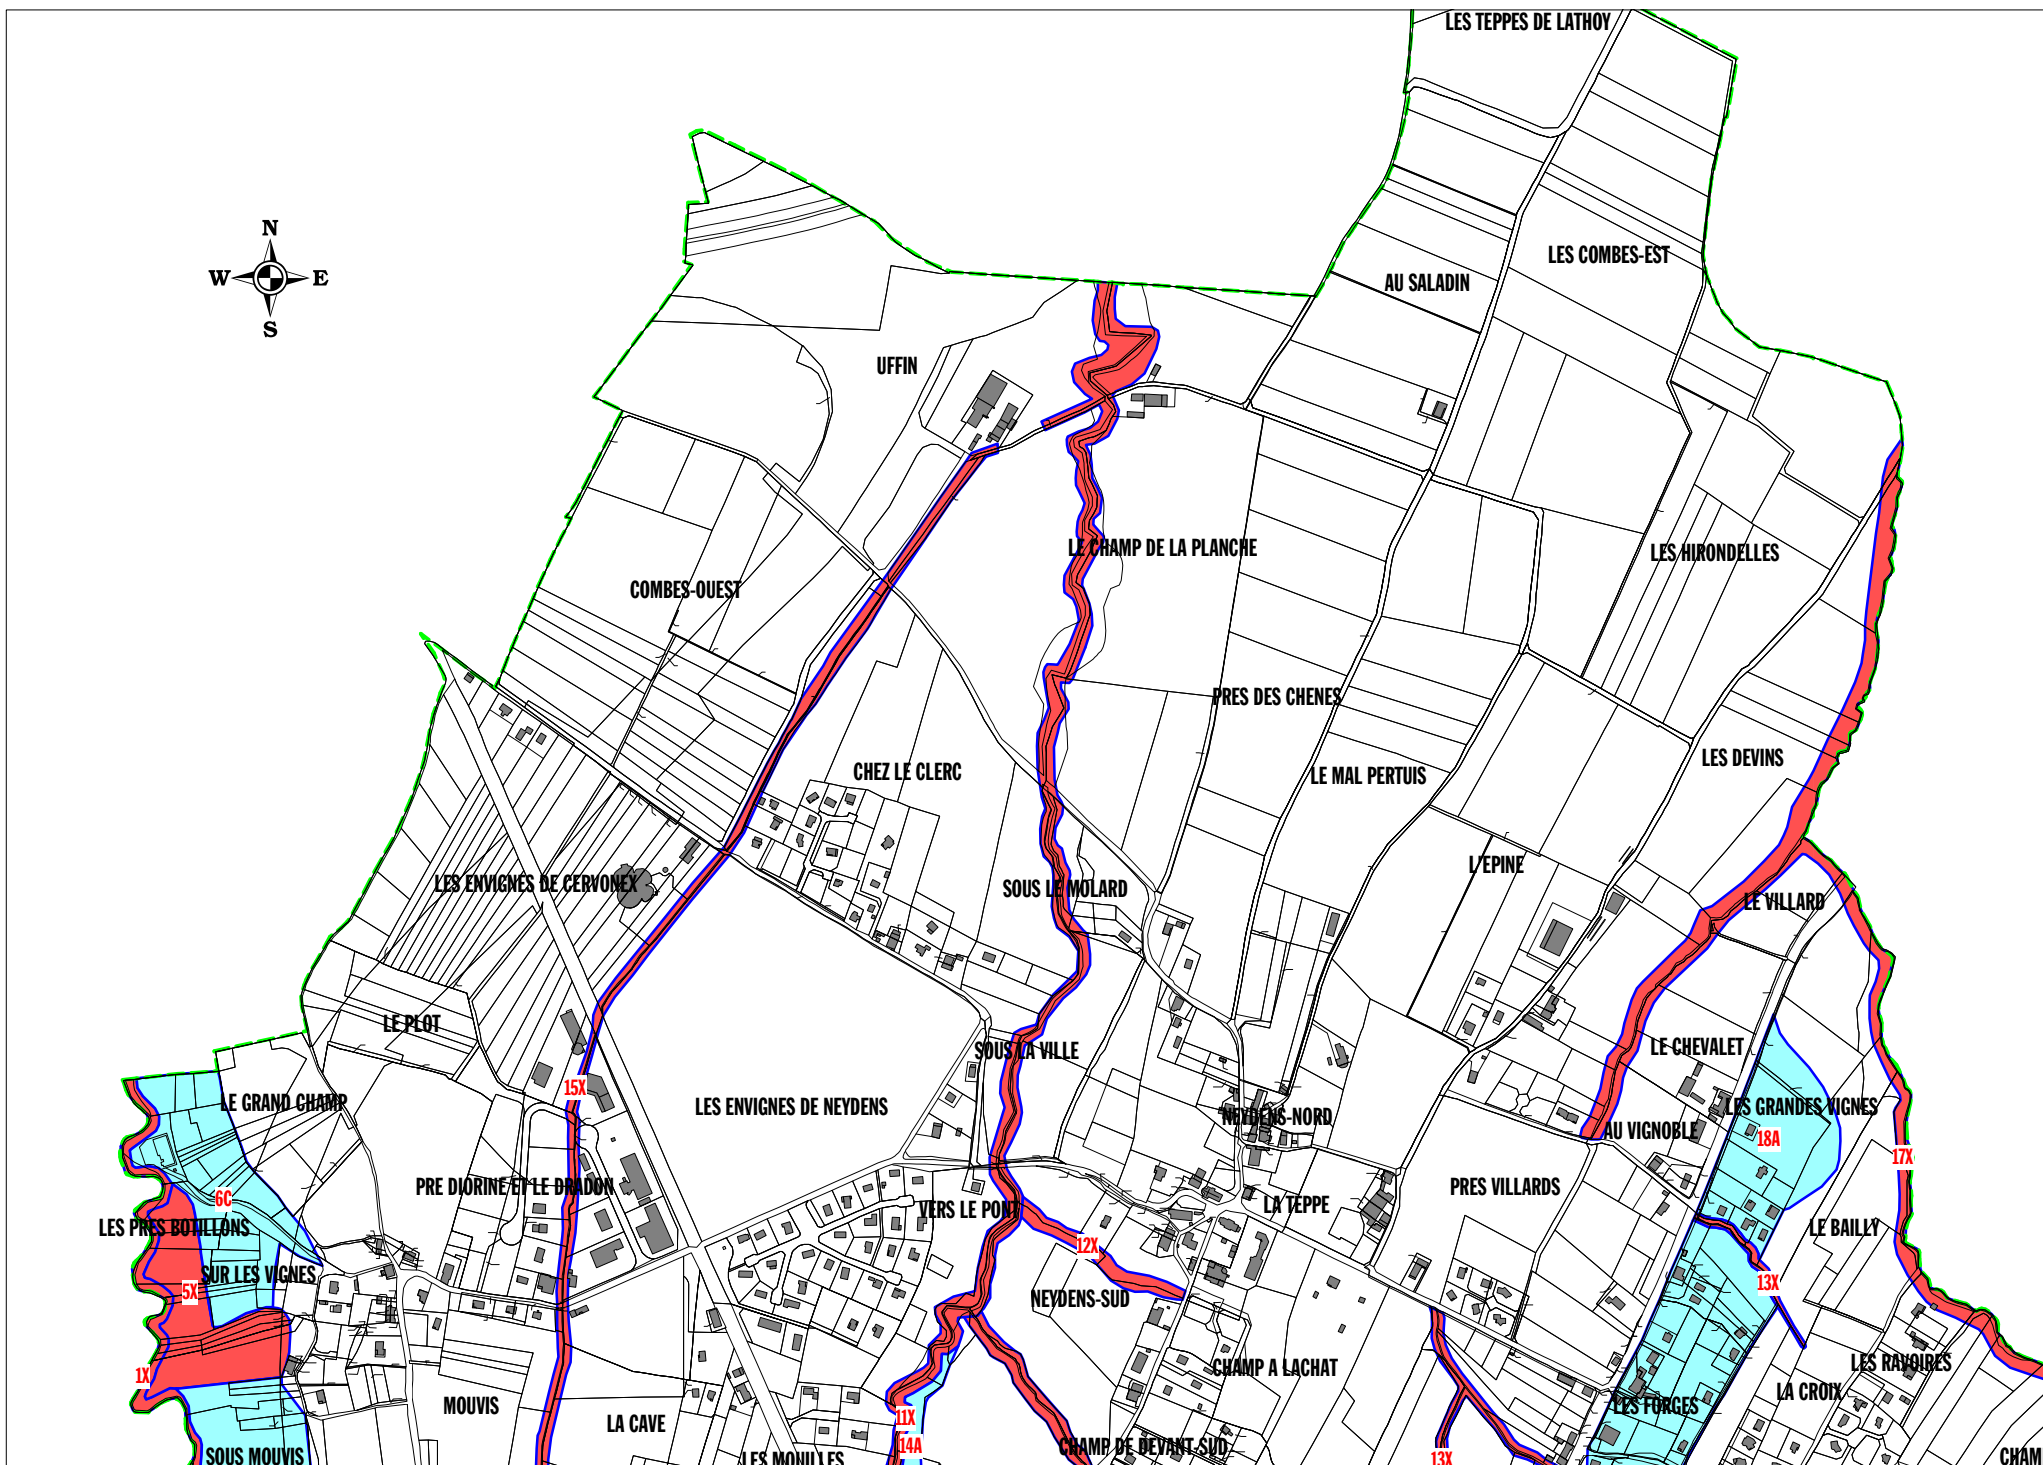 LES TEPPES DE LATHOY
N
W E
S
LES COMBES-EST
AU SALADIN
UFFIN
LE CHAMP DE LA PLANCHE
LES HIRONDELLES
COMBES-OUEST
PRES DES CHENES
LES DEVINS
CHEZ LE CLERC
LE MAL PERTUIS
L'EPINE
LES ENVIGNES DE CERVONEX
SOUS LE MOLARD
LE VILLARD
LE PLOT
SOUS LA VILLE
LE CHEVALET
15X
LE GRAND CHAMP
LES ENVIGNES DE NEYDENS
NEYDENS-NORD
LES GRANDES VIGNES
AU VIGNOBLE
18A
17X
PRE DIORINE ET LE DRADON
PRES VILLARDS
6C
LA TEPPE
VERS LE PONT
LES PRES BOTILLONS
LE BAILLY
12X
SUR LES VIGNES
13X
5X
NEYDENS-SUD
LES RAVOIRES
CHAMP A LACHAT
1X
LA CROIX
MOUVIS
LES FORGES
11X
LA CAVE
14A
CHAMP DE DEVANT-SUD
SOUS MOUVIS
LES MOUILLES
13X
CHAM